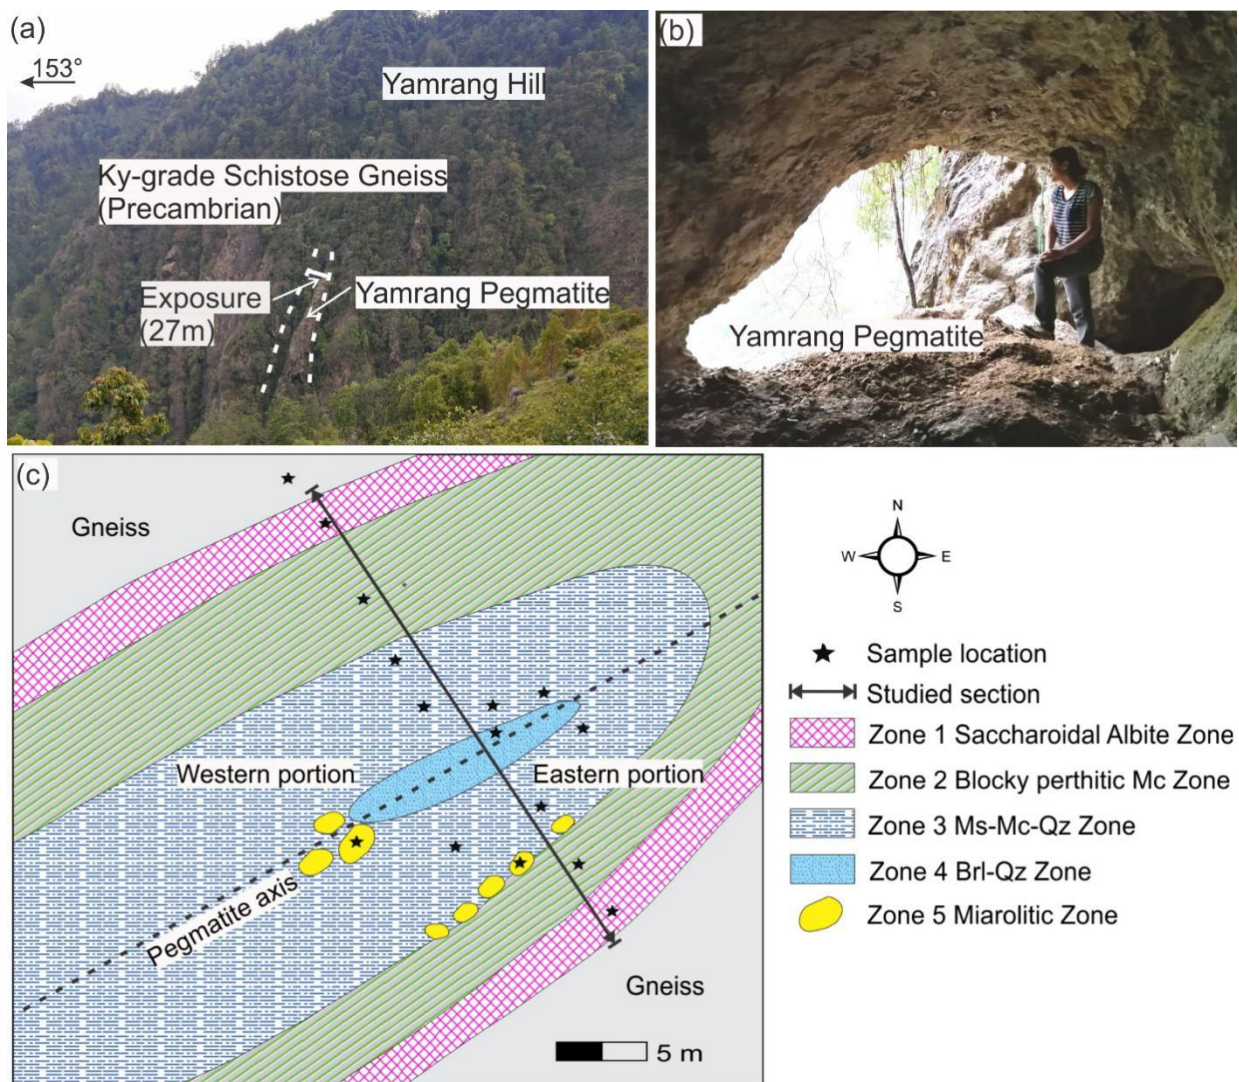 (a)
153°
Yamrang Hill
Ky-grade Schistose Gneiss
(Precambrian)
Exposure
(27m)
Yamrang Pegmatite
(b)
Yamrang Pegmatite
(c)
Gneiss
Western portion
Eastern portion
Pegmatite axis
Gneiss
5 m
N
W
E
S
Sample location
Studied section
Zone 1 Saccharoidal Albite Zone
Zone 2 Blocky perthitic Mc Zone
Zone 3 Ms-Mc-Qz Zone
Zone 4 Brl-Qz Zone
Zone 5 Miarolitic Zone